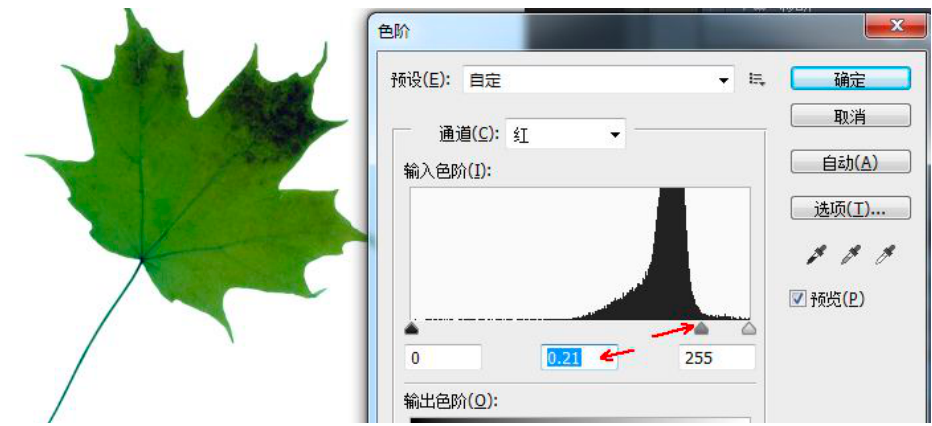 色阶
预设(E): 自定
确定
取消
通道(C): 红
自动(A)
输入色阶(I):
选项(T)...
预览(P)
0 0.21 255
输出色阶(O):